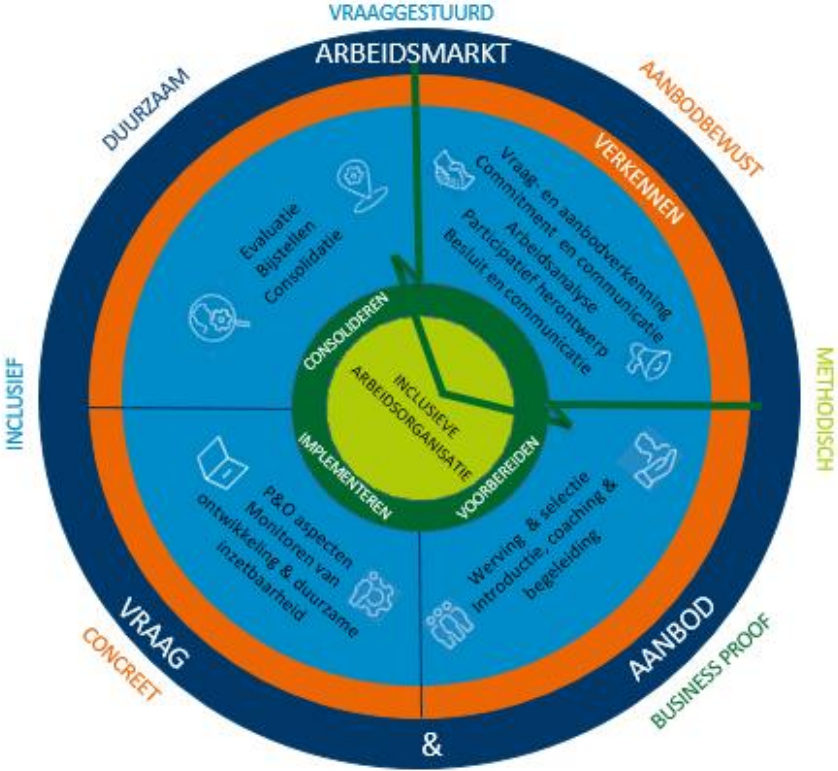 VRAAGGESTUURD
ARBEIDSMARKT
DUURZAAM
AANBODBEWUST
VERKENNEN
Vraag- en aanbodverkenning
Commitment en communicatie
Arbeidsanalyse
Participatief herontwerp
Besluit en communicatie
Evaluatie
Bijstellen
Consolidatie
CONSOLIDEREN
INCLUSIEF
METHODISCH
INCLUSIEVE
ARBEIDSORGANISATIE
IMPLEMENTEREN
VOORBEREIDEN
P&O aspecten
Monitoren van
ontwikkeling & duurzame
inzetbaarheid
Werving & selectie
Introductie, coaching &
begeleiding
VRAAG
AANBOD
CONCREET
BUSINESS PROOF
&